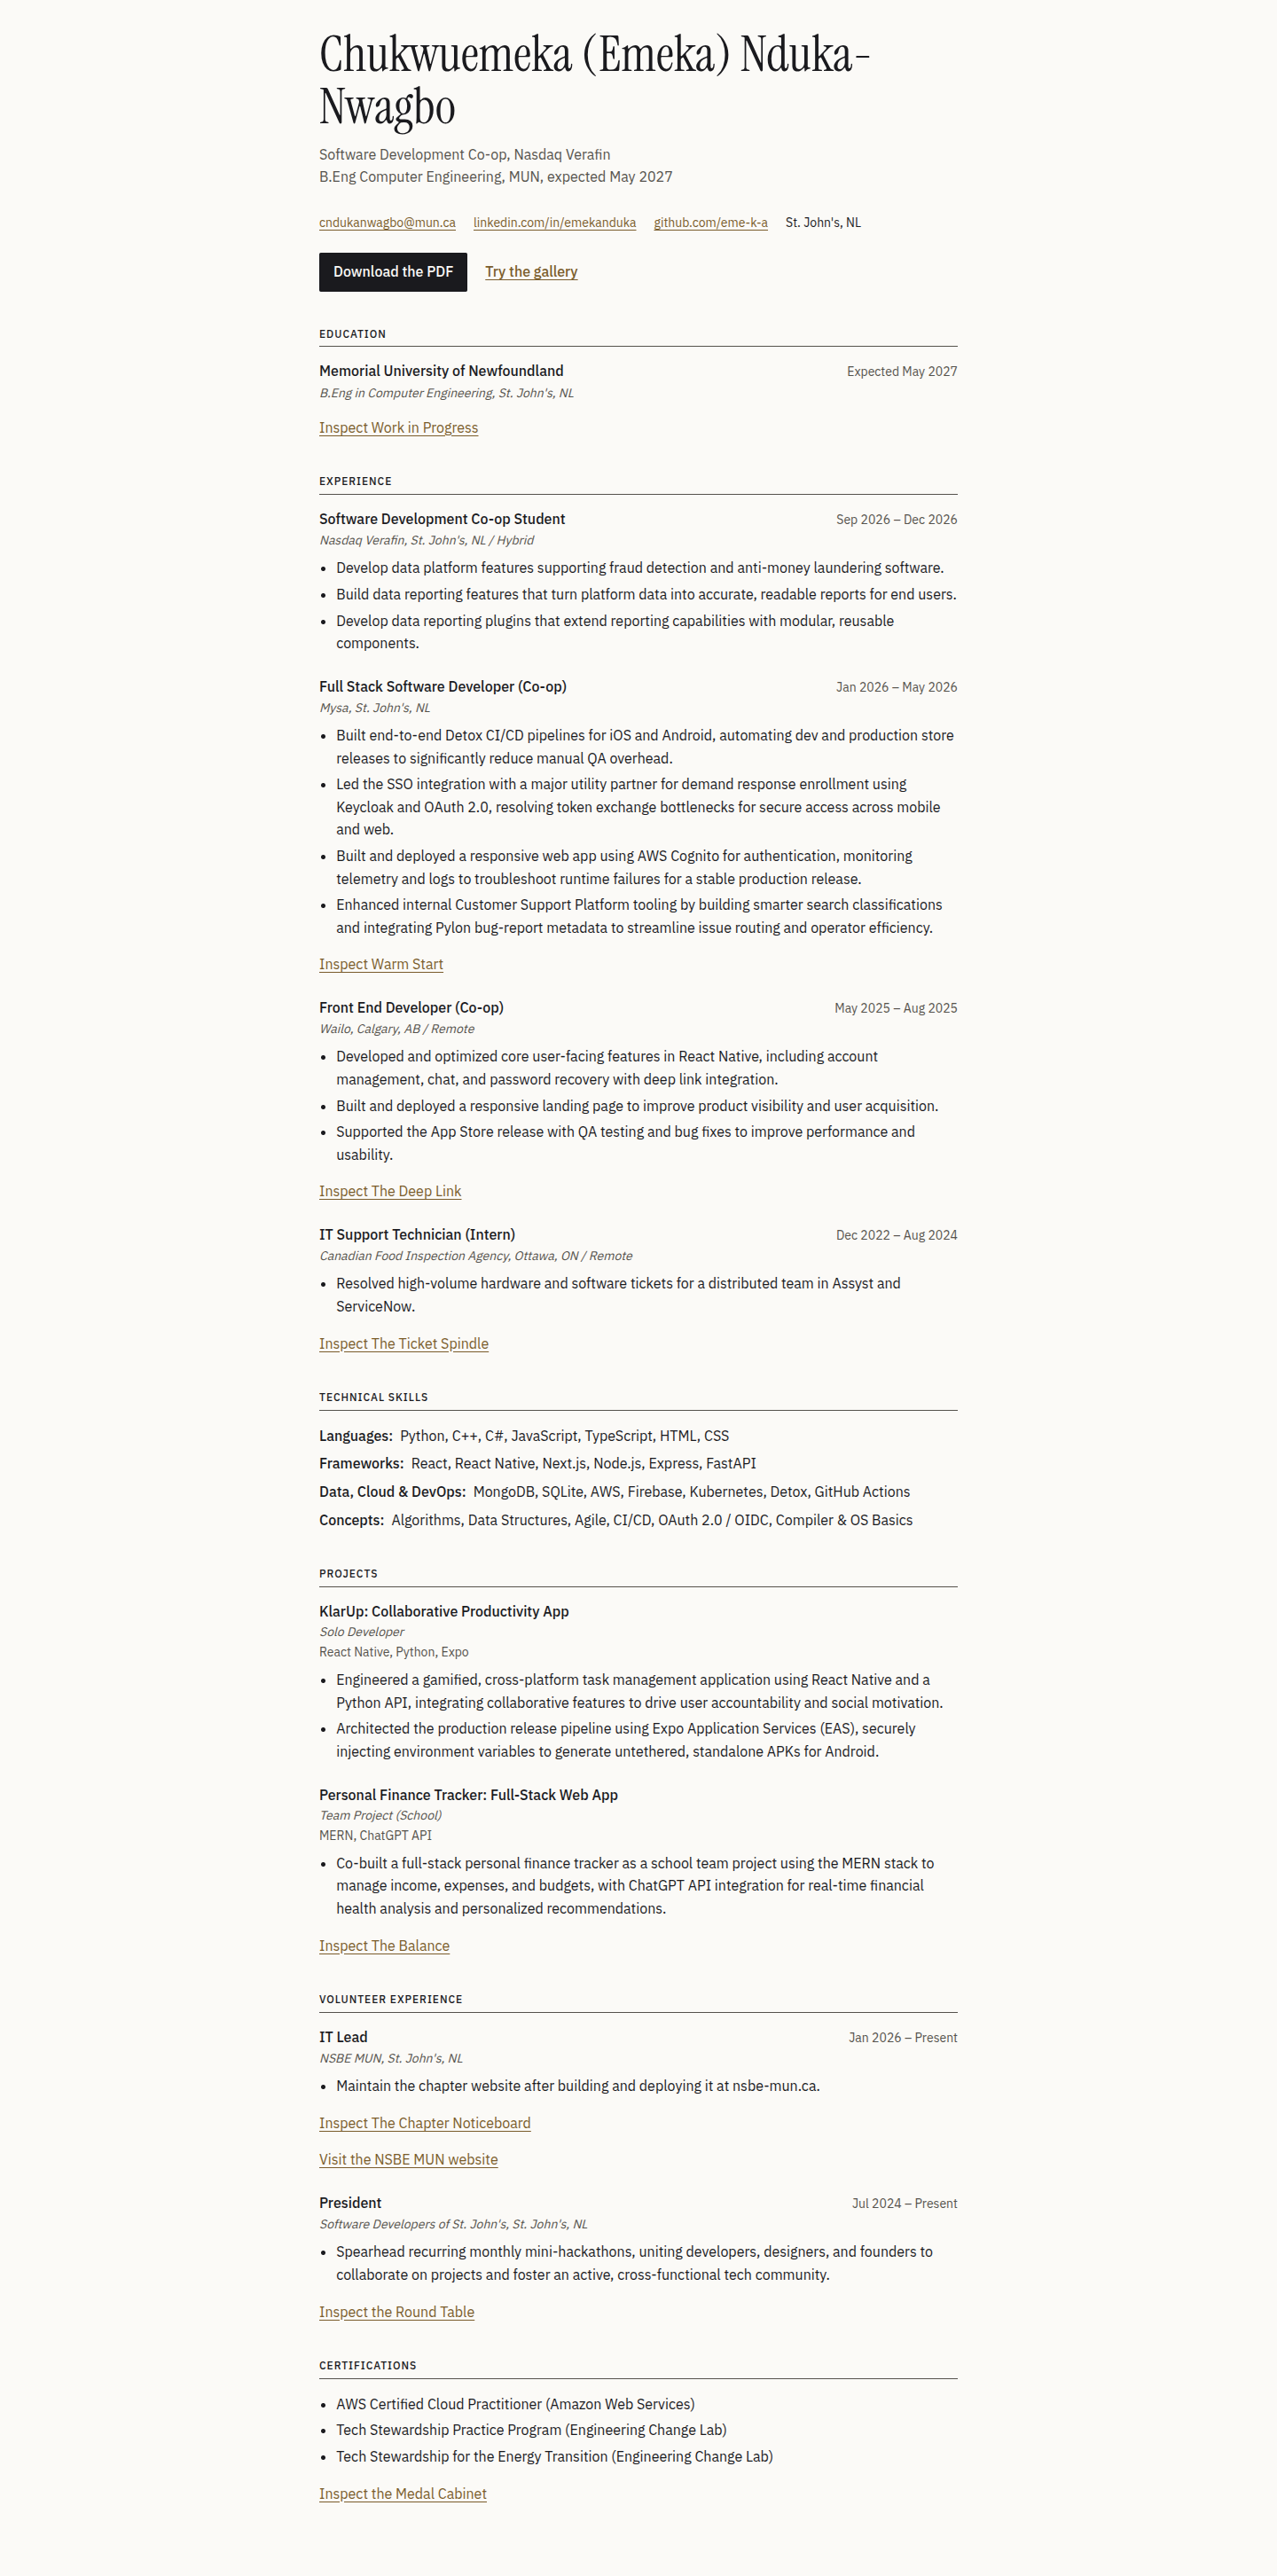 Chukwuemeka (Emeka) Nduka-
Nwagbo
Software Development Co-op, Nasdaq Verafin
B.Eng Computer Engineering, MUN, expected May 2027
cndukanwagbo@mun.ca linkedin.com/in/emekanduka github.com/eme-k-a St. John's, NL
Download the PDF Try the gallery
EDUCATION
Memorial University of Newfoundland Expected May 2027
B.Eng in Computer Engineering, St. John's, NL
Inspect Work in Progress
EXPERIENCE
Software Development Co-op Student Sep 2026 – Dec 2026
Nasdaq Verafin, St. John's, NL / Hybrid
• Develop data platform features supporting fraud detection and anti-money laundering software.
• Build data reporting features that turn platform data into accurate, readable reports for end users.
• Develop data reporting plugins that extend reporting capabilities with modular, reusable
components.
Full Stack Software Developer (Co-op) Jan 2026 – May 2026
Mysa, St. John's, NL
• Built end-to-end Detox CI/CD pipelines for iOS and Android, automating dev and production store
releases to significantly reduce manual QA overhead.
• Led the SSO integration with a major utility partner for demand response enrollment using
Keycloak and OAuth 2.0, resolving token exchange bottlenecks for secure access across mobile
and web.
• Built and deployed a responsive web app using AWS Cognito for authentication, monitoring
telemetry and logs to troubleshoot runtime failures for a stable production release.
• Enhanced internal Customer Support Platform tooling by building smarter search classifications
and integrating Pylon bug-report metadata to streamline issue routing and operator efficiency.
Inspect Warm Start
Front End Developer (Co-op) May 2025 – Aug 2025
Wailo, Calgary, AB / Remote
• Developed and optimized core user-facing features in React Native, including account
management, chat, and password recovery with deep link integration.
• Built and deployed a responsive landing page to improve product visibility and user acquisition.
• Supported the App Store release with QA testing and bug fixes to improve performance and
usability.
Inspect The Deep Link
IT Support Technician (Intern) Dec 2022 – Aug 2024
Canadian Food Inspection Agency, Ottawa, ON / Remote
• Resolved high-volume hardware and software tickets for a distributed team in Assyst and
ServiceNow.
Inspect The Ticket Spindle
TECHNICAL SKILLS
Languages: Python, C++, C#, JavaScript, TypeScript, HTML, CSS
Frameworks: React, React Native, Next.js, Node.js, Express, FastAPI
Data, Cloud & DevOps: MongoDB, SQLite, AWS, Firebase, Kubernetes, Detox, GitHub Actions
Concepts: Algorithms, Data Structures, Agile, CI/CD, OAuth 2.0 / OIDC, Compiler & OS Basics
PROJECTS
KlarUp: Collaborative Productivity App
Solo Developer
React Native, Python, Expo
• Engineered a gamified, cross-platform task management application using React Native and a
Python API, integrating collaborative features to drive user accountability and social motivation.
• Architected the production release pipeline using Expo Application Services (EAS), securely
injecting environment variables to generate untethered, standalone APKs for Android.
Personal Finance Tracker: Full-Stack Web App
Team Project (School)
MERN, ChatGPT API
• Co-built a full-stack personal finance tracker as a school team project using the MERN stack to
manage income, expenses, and budgets, with ChatGPT API integration for real-time financial
health analysis and personalized recommendations.
Inspect The Balance
VOLUNTEER EXPERIENCE
IT Lead Jan 2026 – Present
NSBE MUN, St. John's, NL
• Maintain the chapter website after building and deploying it at nsbe-mun.ca.
Inspect The Chapter Noticeboard
Visit the NSBE MUN website
President Jul 2024 – Present
Software Developers of St. John's, St. John's, NL
• Spearhead recurring monthly mini-hackathons, uniting developers, designers, and founders to
collaborate on projects and foster an active, cross-functional tech community.
Inspect the Round Table
CERTIFICATIONS
• AWS Certified Cloud Practitioner (Amazon Web Services)
• Tech Stewardship Practice Program (Engineering Change Lab)
• Tech Stewardship for the Energy Transition (Engineering Change Lab)
Inspect the Medal Cabinet